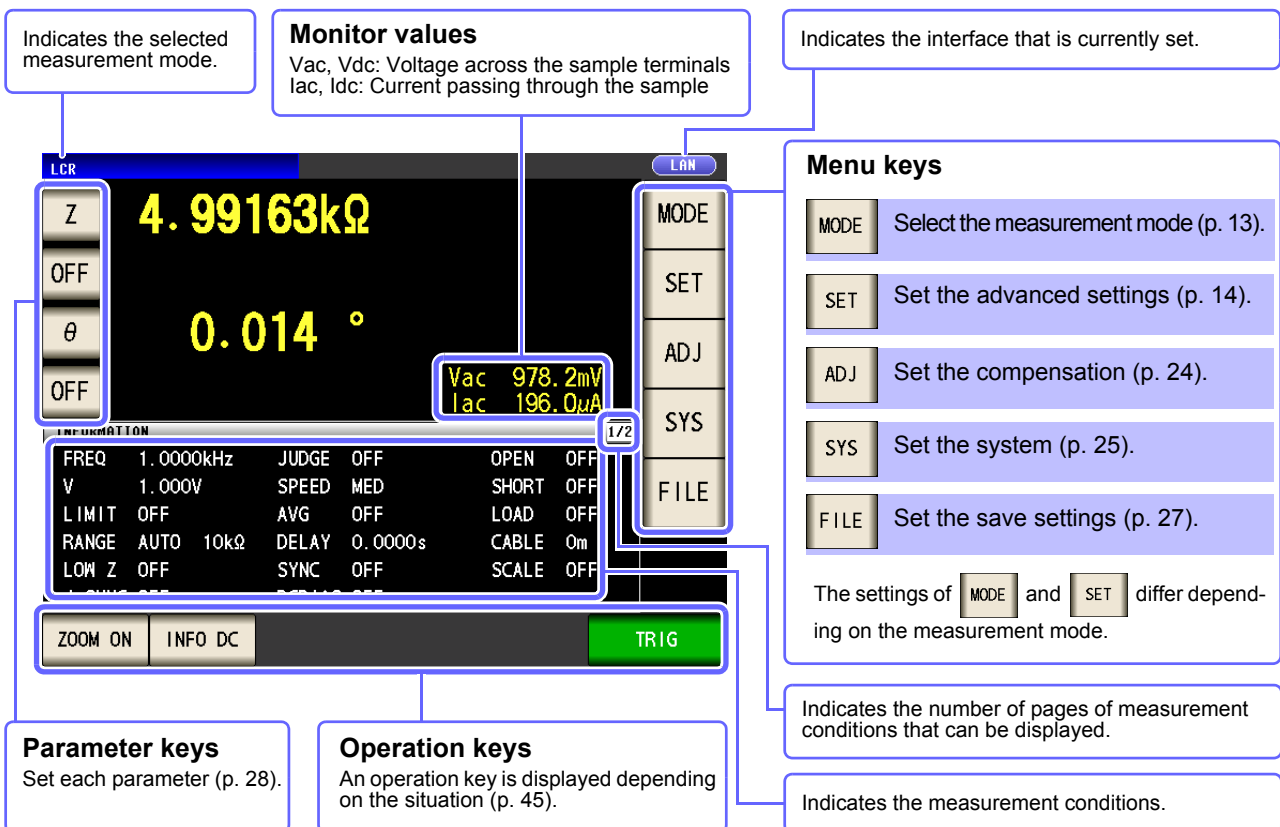 Indicates the selected
measurement mode.
Monitor values
Vac, Vdc: Voltage across the sample terminals
Iac, Idc: Current passing through the sample
Indicates the interface that is currently set.
LCR
LAN
Z
OFF
θ
OFF
4.99163kΩ
0.014 °
Vac 978.2mV
Iac 196.0µA
MODE
SET
ADJ
SYS
FILE
INFORMATION
1/2
FREQ 1.0000kHz JUDGE OFF OPEN OFF
V 1.000V SPEED MED SHORT OFF
LIMIT OFF AVG OFF LOAD OFF
RANGE AUTO 10kΩ DELAY 0.0000s CABLE 0m
LOW Z OFF SYNC OFF SCALE OFF
ZOOM ON INFO DC TRIG
Menu keys
MODE Select the measurement mode (p. 13).
SET Set the advanced settings (p. 14).
ADJ Set the compensation (p. 24).
SYS Set the system (p. 25).
FILE Set the save settings (p. 27).
The settings of MODE and SET differ depend-
ing on the measurement mode.
Indicates the number of pages of measurement
conditions that can be displayed.
Indicates the measurement conditions.
Parameter keys
Set each parameter (p. 28).
Operation keys
An operation key is displayed depending
on the situation (p. 45).